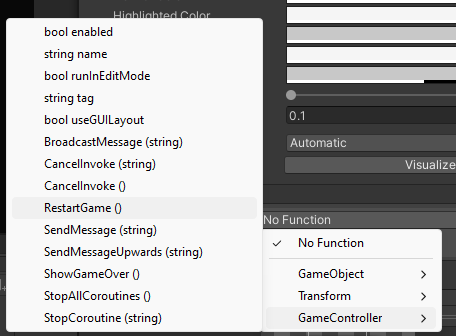 Highlighted Color
bool enabled
string name
bool runInEditMode
string tag
bool useGUILayout
BroadcastMessage (string)
CancelInvoke (string)
CancelInvoke ()
RestartGame ()
SendMessage (string)
SendMessageUpwards (string)
ShowGameOver ()
StopAllCoroutines ()
StopCoroutine (string)
0.1
Automatic
Visualize
No Function
No Function
GameObject
Transform
GameController